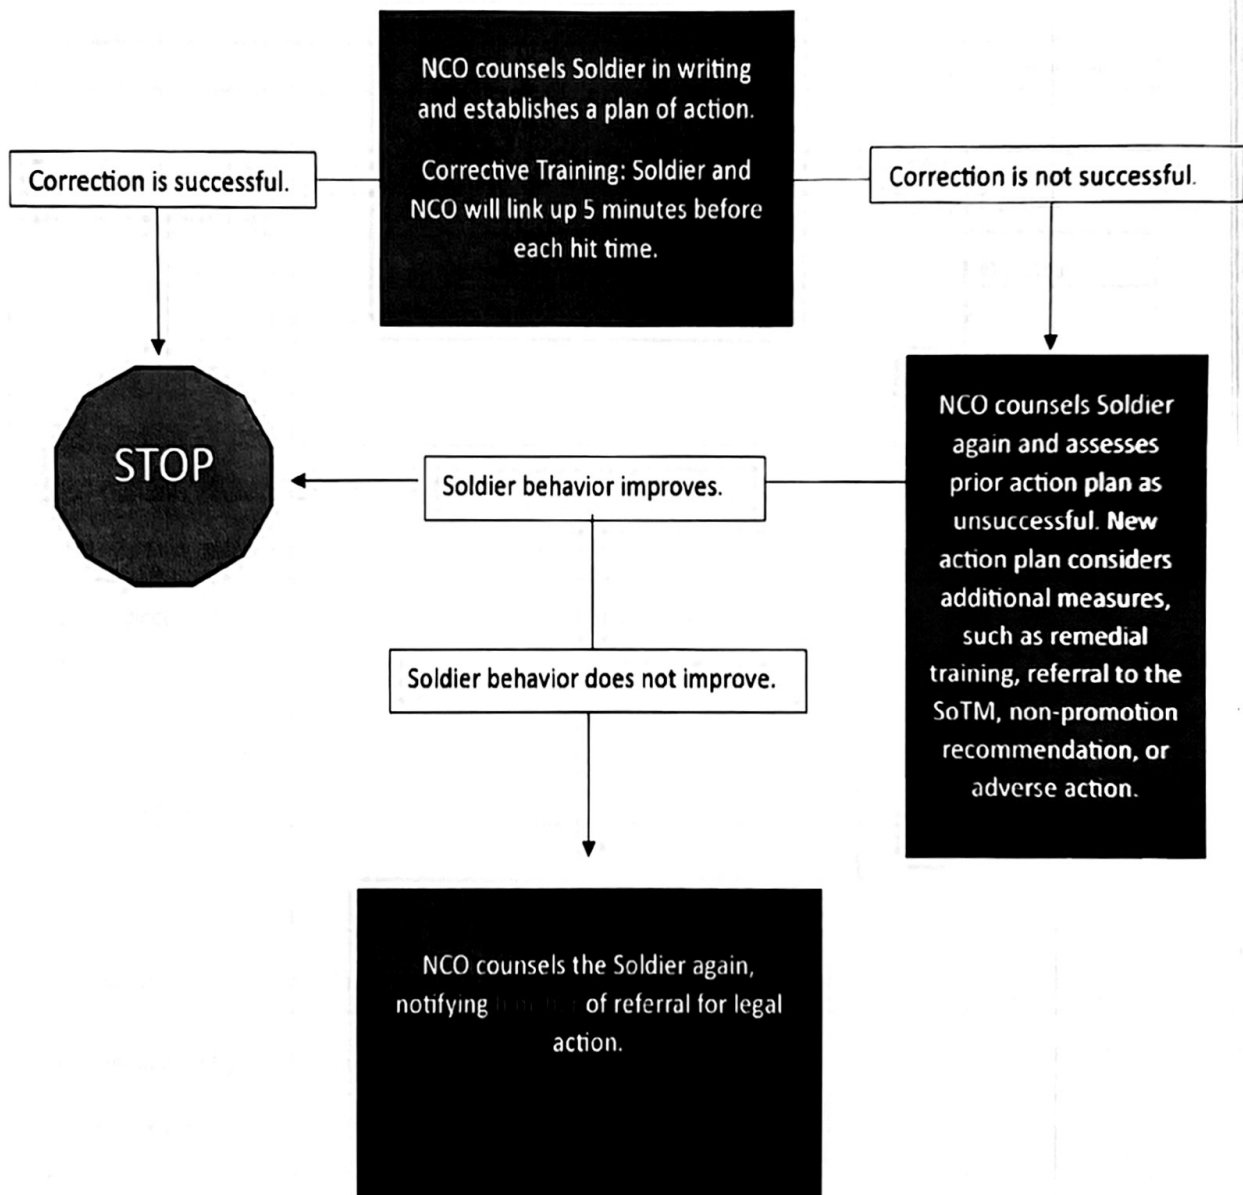 NCO counsels Soldier in writing
and establishes a plan of action.
Corrective Training: Soldier and
NCO will link up 5 minutes before
each hit time.
Correction is successful.
Correction is not successful.
STOP
Soldier behavior improves.
NCO counsels Soldier
again and assesses
prior action plan as
unsuccessful. New
action plan considers
additional measures,
such as remedial
training, referral to the
SoTM, non-promotion
recommendation, or
adverse action.
Soldier behavior does not improve.
NCO counsels the Soldier again,
notifying of referral for legal
action.